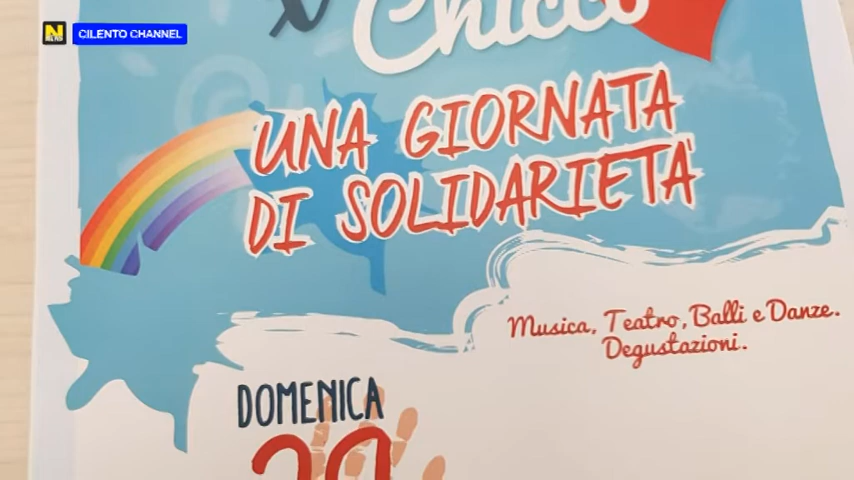 CILENTO CHANNEL
Chicco
UNA GIORNATA
DI SOLIDARIETÀ
Musica, Teatro, Balli e Danze.
Degustazioni.
DOMENICA